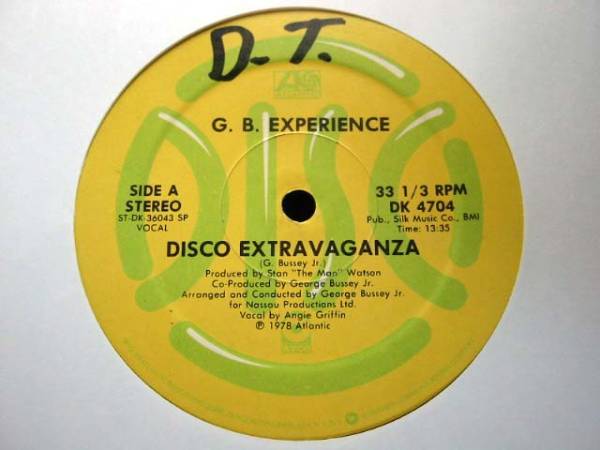 D.T.
G. B. EXPERIENCE
SIDE A
STEREO
ST-DK-36043 SP
VOCAL
33 1/3 RPM
DK 4704
Pub., Silk Music Co., BMI
Time: 13:35
DISCO EXTRAVAGANZA
(G. Bussey Jr.)
Produced by Stan "The Man" Watson
Co-Produced by George Bussey Jr.
Arranged and Conducted by George Bussey Jr.
for Nassau Productions Ltd.
Vocal by Angie Griffin
℗ 1978 Atlantic
DISCO